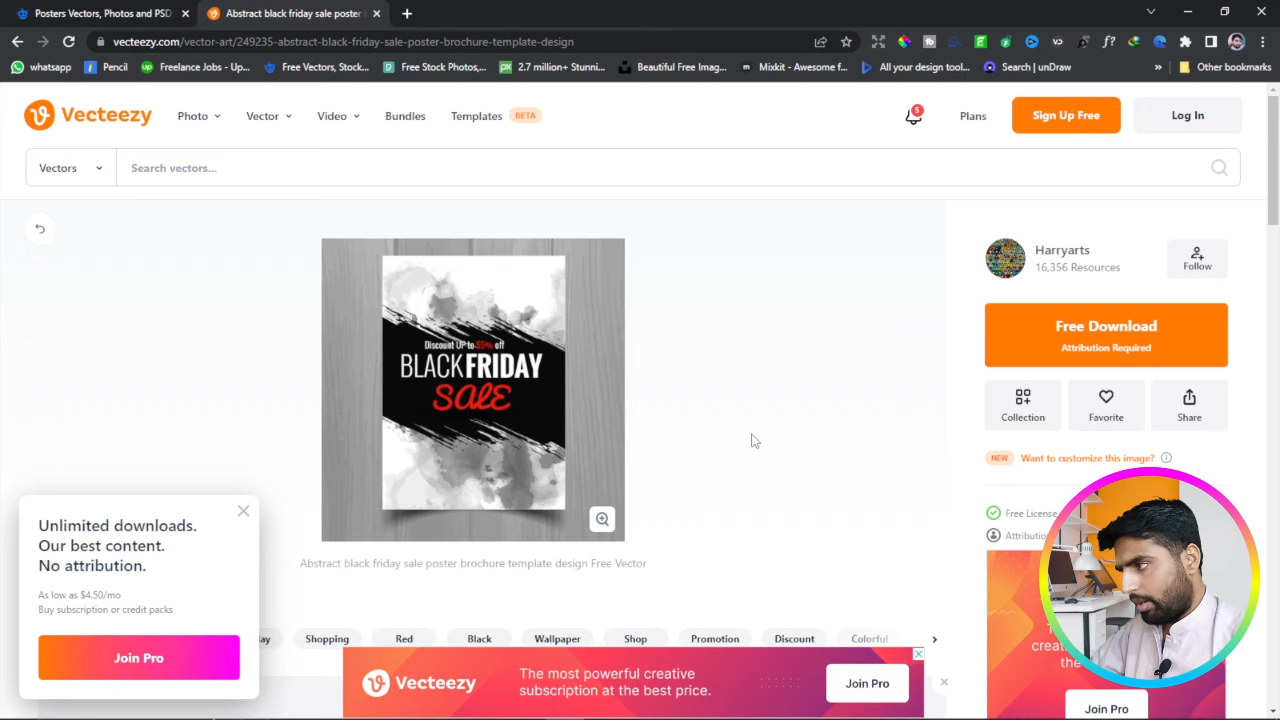 Posters Vectors, Photos and PSD
Abstract black friday sale poster
vecteezy.com/vector-art/249235-abstract-black-friday-sale-poster-brochure-template-design
whatsapp
Pencil
Freelance Jobs - Up...
Free Vectors, Stock...
Free Stock Photos,...
2.7 million+ Stunni...
Beautiful Free Imag...
Mixkit - Awesome f...
All your design tool...
Search | unDraw
»
Other bookmarks
Vecteezy
Photo
Vector
Video
Bundles
Templates
BETA
5
Plans
Sign Up Free
Log In
Vectors
Search vectors...
Discount UP to 55% off
BLACKFRIDAY
SALE
Abstract black friday sale poster brochure template design Free Vector
Harryarts
16,356 Resources
Follow
Free Download
Attribution Required
Collection
Favorite
Share
NEW
Want to customize this image?
Free License
Attributio
Unlimited downloads.
Our best content.
No attribution.
As low as $4.50/mo
Buy subscription or credit packs
Join Pro
ay
Shopping
Red
Black
Wallpaper
Shop
Promotion
Discount
Colorful
Vecteezy
The most powerful creative
subscription at the best price.
Join Pro
Join Pro